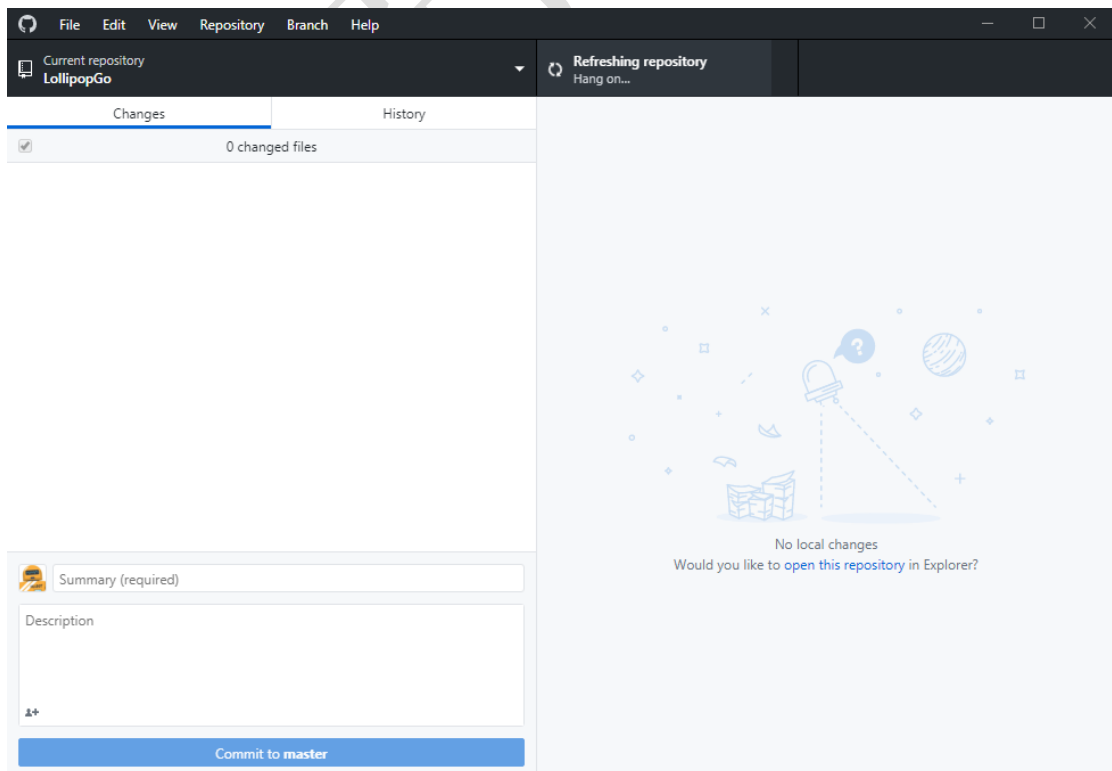 File Edit View Repository Branch Help
Current repository
LollipopGo
Refreshing repository
Hang on...
Changes History
0 changed files
?
No local changes
Would you like to open this repository in Explorer?
Summary (required)
Description
Commit to master